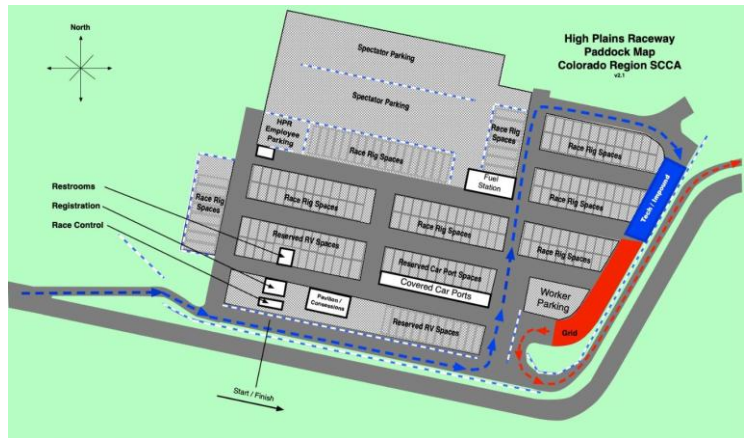 North
High Plains Raceway
Paddock Map
Colorado Region SCCA
v2.1
Spectator Parking
Spectator Parking
HPR
Employee
Parking
Race Rig Spaces
Race Rig
Spaces
Fuel
Station
Race Rig Spaces
Race Rig Spaces
Race Rig Spaces
Tech / Impound
Restrooms
Registration
Race Control
Race Rig
Spaces
Race Rig Spaces
Race Rig Spaces
Reserved RV Spaces
Reserved Car Port Spaces
Covered Car Ports
Worker
Parking
Pavilion /
Concessions
Reserved RV Spaces
Grid
Start / Finish